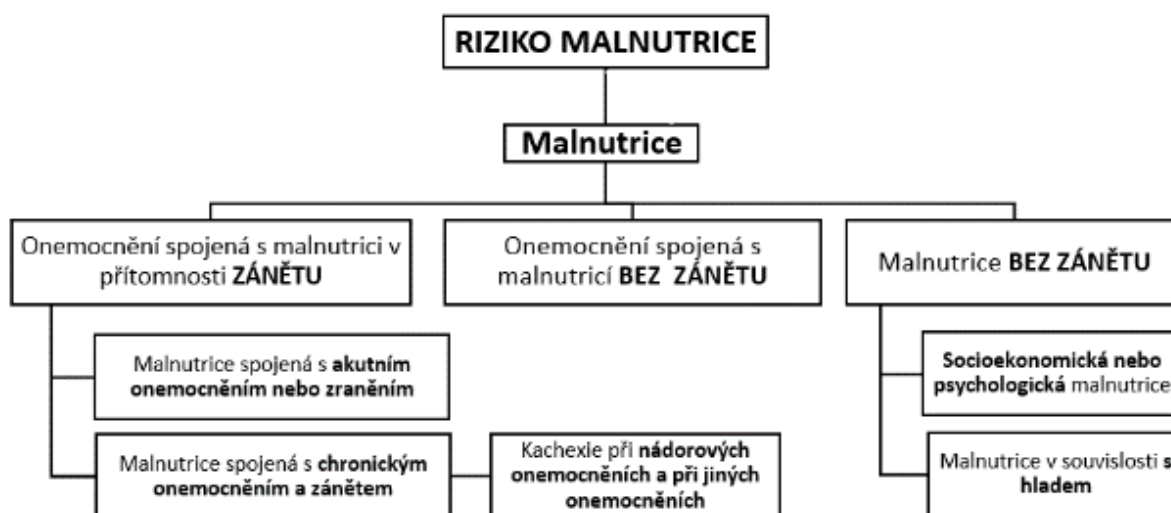 RIZIKO MALNUTRICE
Malnutrice
Onemocnění spojená s malnutrici v
přítomnosti ZÁNĚTU
Onemocnění spojená s
malnutricí BEZ ZÁNĚTU
Malnutrice BEZ ZÁNĚTU
Malnutrice spojená s akutním
onemocněním nebo zraněním
Socioekonomická nebo
psychologická malnutrice
Malnutrice spojená s chronickým
onemocněním a zánětem
Kachexie při nádorových
onemocněních a při jiných
onemocněních
Malnutrice v souvislosti s
hladem